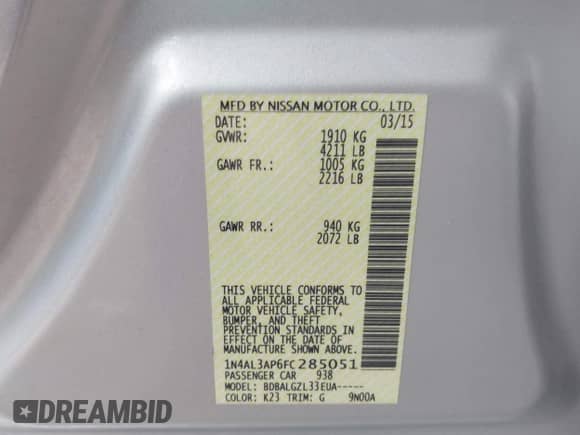 MFD BY NISSAN MOTOR CO., LTD.
DATE: 03/15
GVWR: 1910 KG
4211 LB
GAWR FR.: 1005 KG
2216 LB
GAWR RR.: 940 KG
2072 LB
THIS VEHICLE CONFORMS TO
ALL APPLICABLE FEDERAL
MOTOR VEHICLE SAFETY,
BUMPER, AND THEFT
PREVENTION STANDARDS IN
EFFECT ON THE DATE OF
MANUFACTURE SHOWN ABOVE.
1N4AL3AP6FC285051
PASSENGER CAR 938
MODEL: BDBALGZL33EUA-----
COLOR: K23 TRIM: G 9N00A
EPICBID.COM